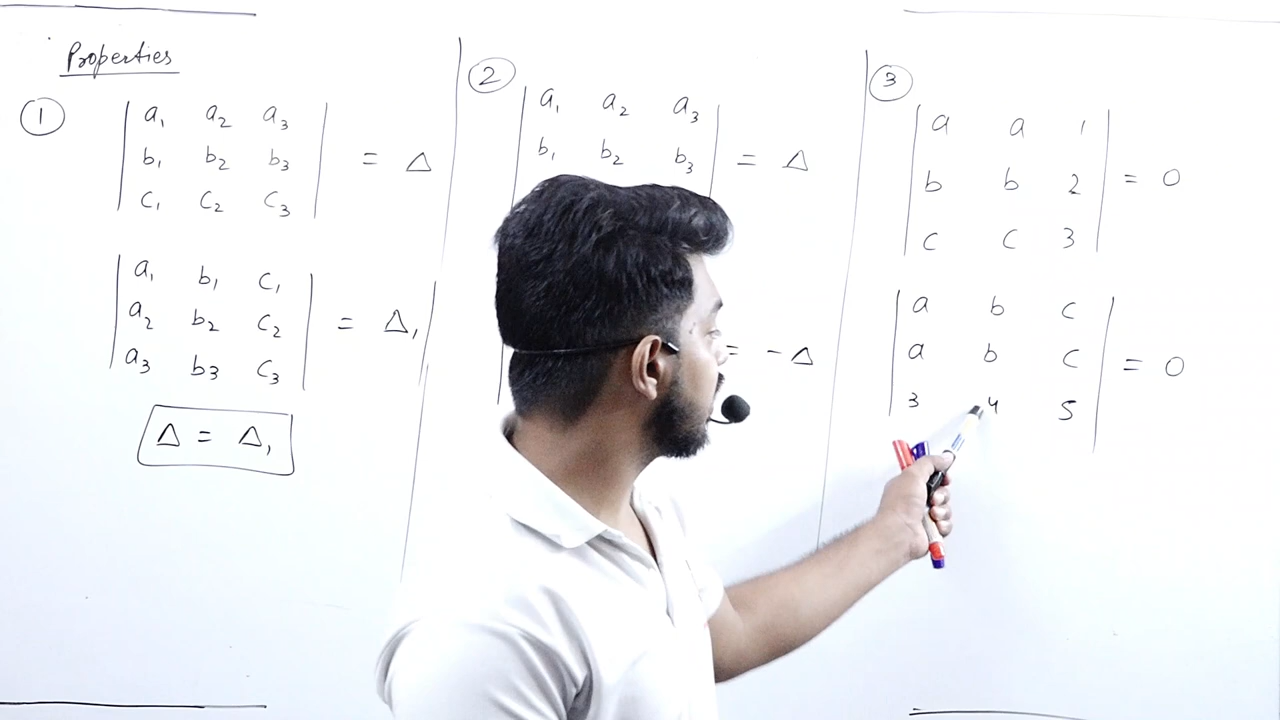 Properties
1
| a₁ a₂ a₃ |
| b₁ b₂ b₃ | = Δ
| c₁ c₂ c₃ |
| a₁ b₁ c₁ |
| a₂ b₂ c₂ | = Δ₁
| a₃ b₃ c₃ |
Δ = Δ₁
2
| a₁ a₂ a₃ |
| b₁ b₂ b₃ | = Δ
= -Δ
3
| a a 1 |
| b b 2 | = 0
| c c 3 |
| a b c |
| a b c | = 0
| 3 4 5 |